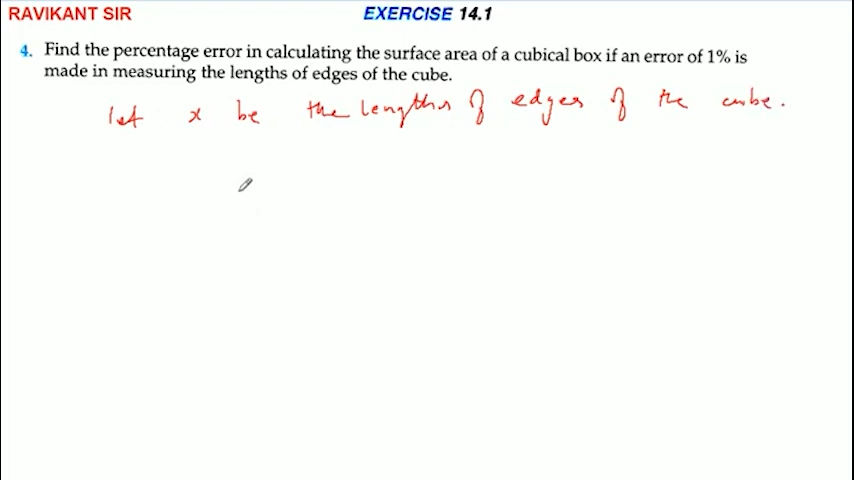 RAVIKANT SIR
EXERCISE 14.1
4. Find the percentage error in calculating the surface area of a cubical box if an error of 1% is
made in measuring the lengths of edges of the cube.
let x be the lengths of edges of the cube.